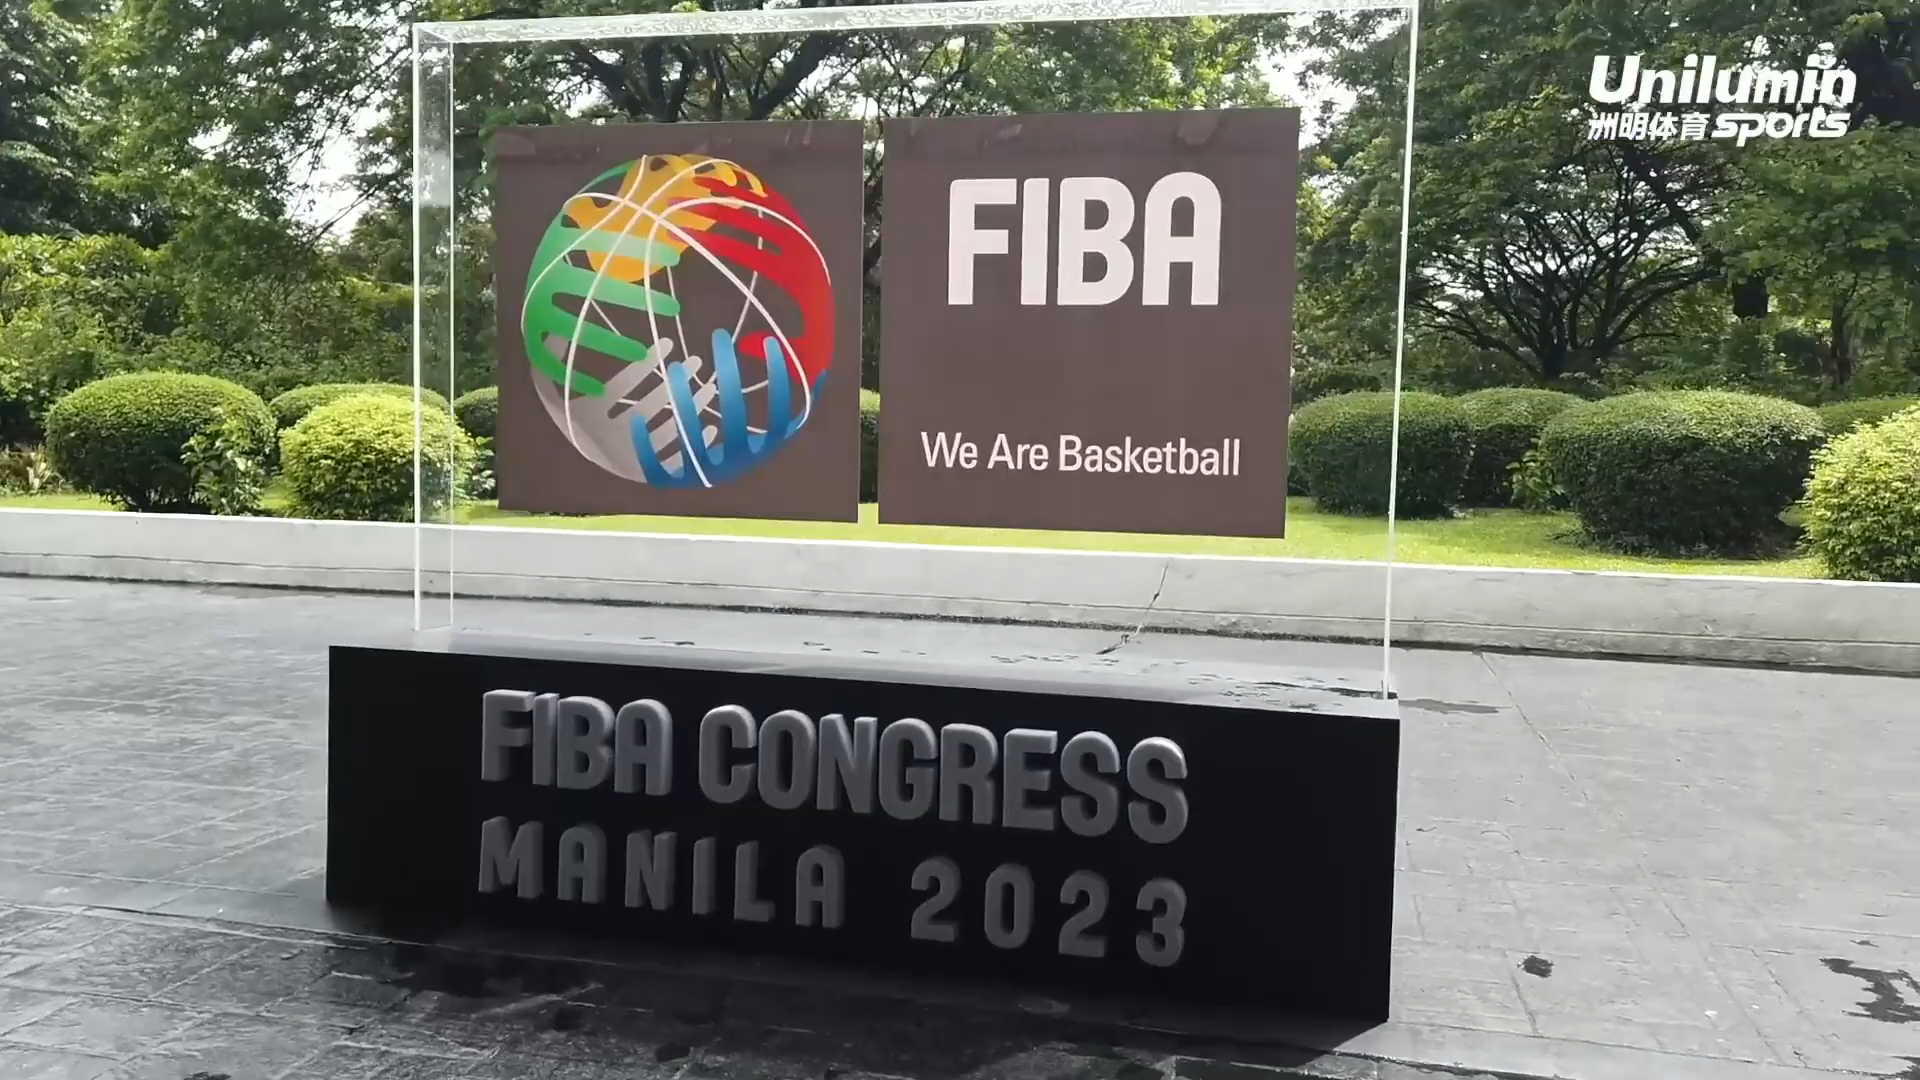 Unilumin
洲明体育 sports
FIBA
We Are Basketball
FIBA CONGRESS
MANILA 2023